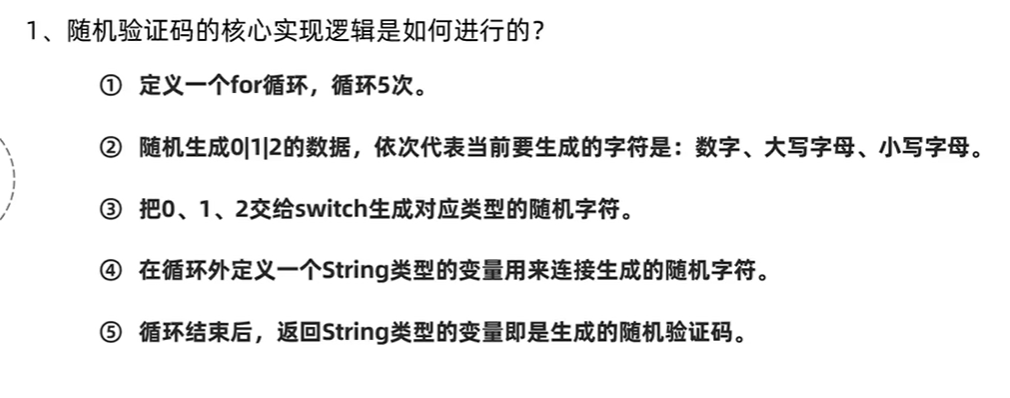 1、随机验证码的核心实现逻辑是如何进行的？
① 定义一个for循环，循环5次。
② 随机生成0|1|2的数据，依次代表当前要生成的字符是：数字、大写字母、小写字母。
③ 把0、1、2交给switch生成对应类型的随机字符。
④ 在循环外定义一个String类型的变量用来连接生成的随机字符。
⑤ 循环结束后，返回String类型的变量即是生成的随机验证码。